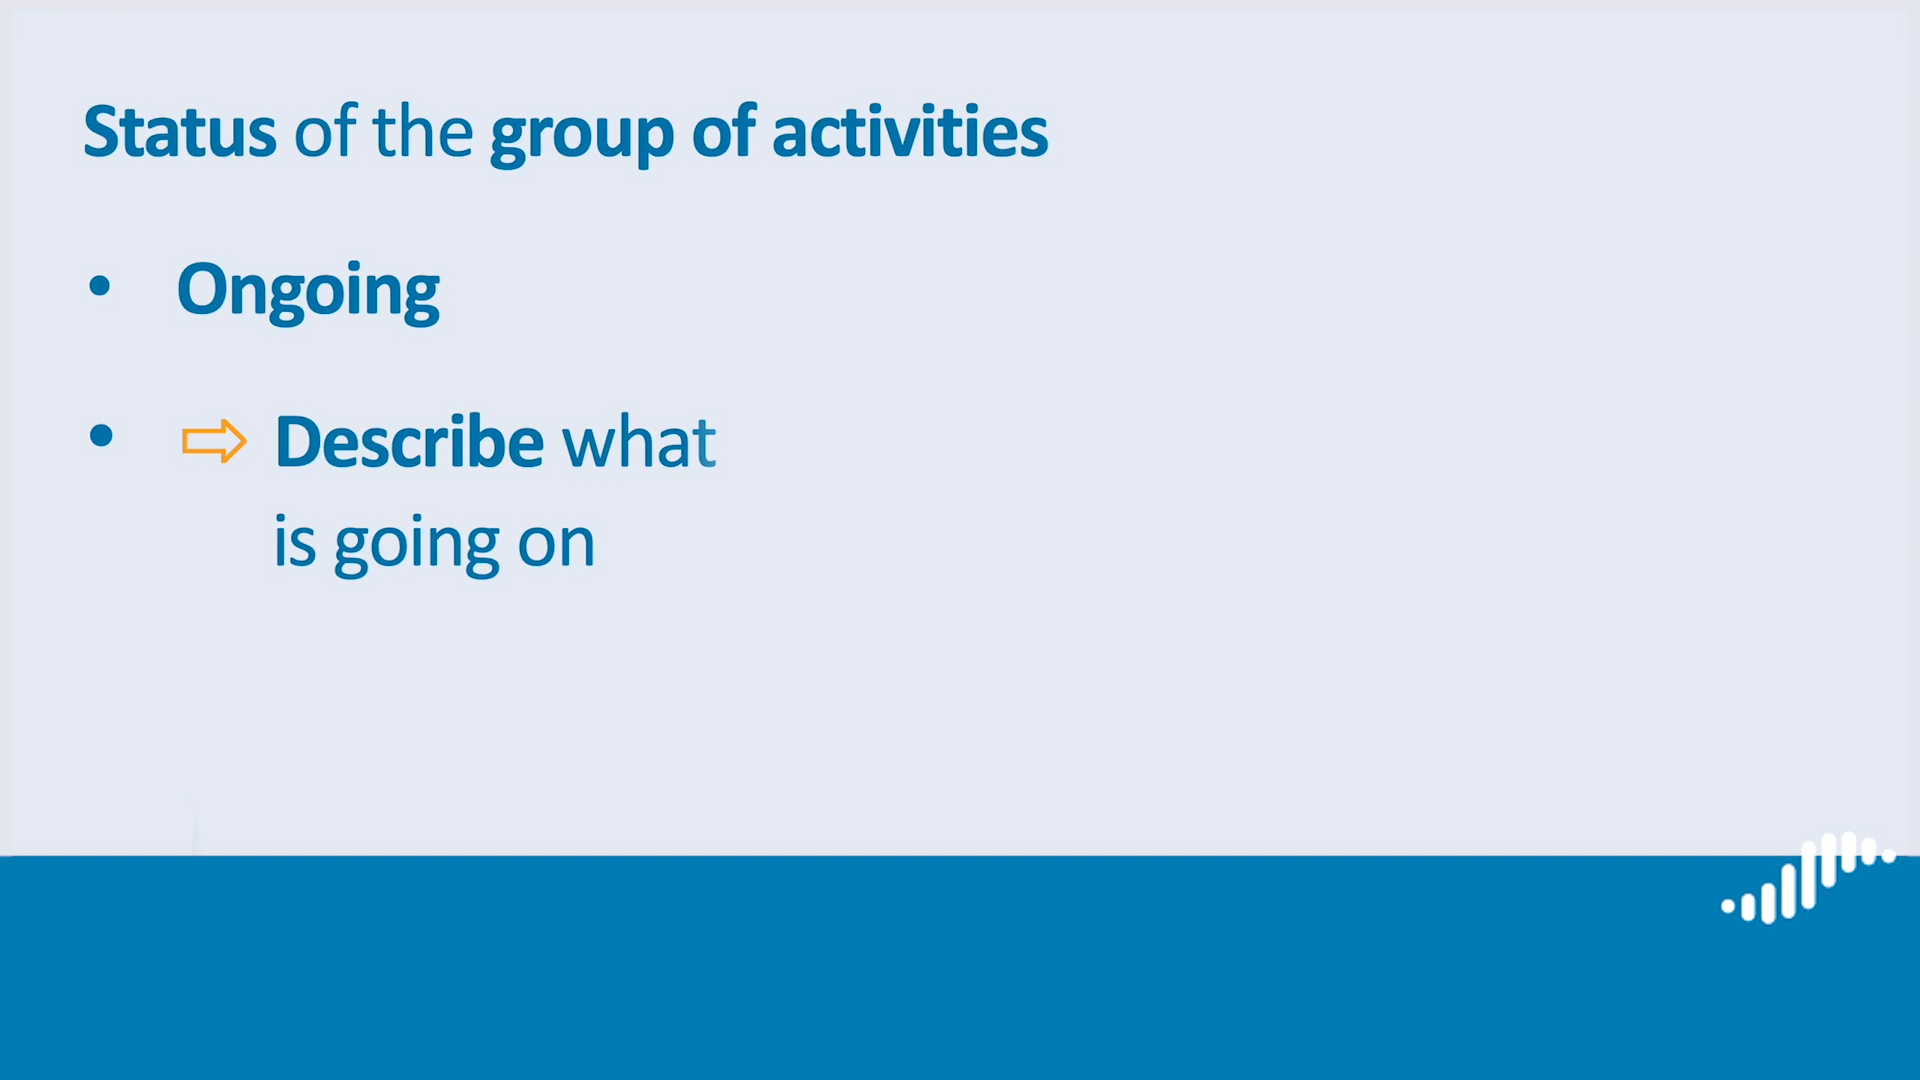 Status of the group of activities
• Ongoing
• ⇨ Describe what
is going on